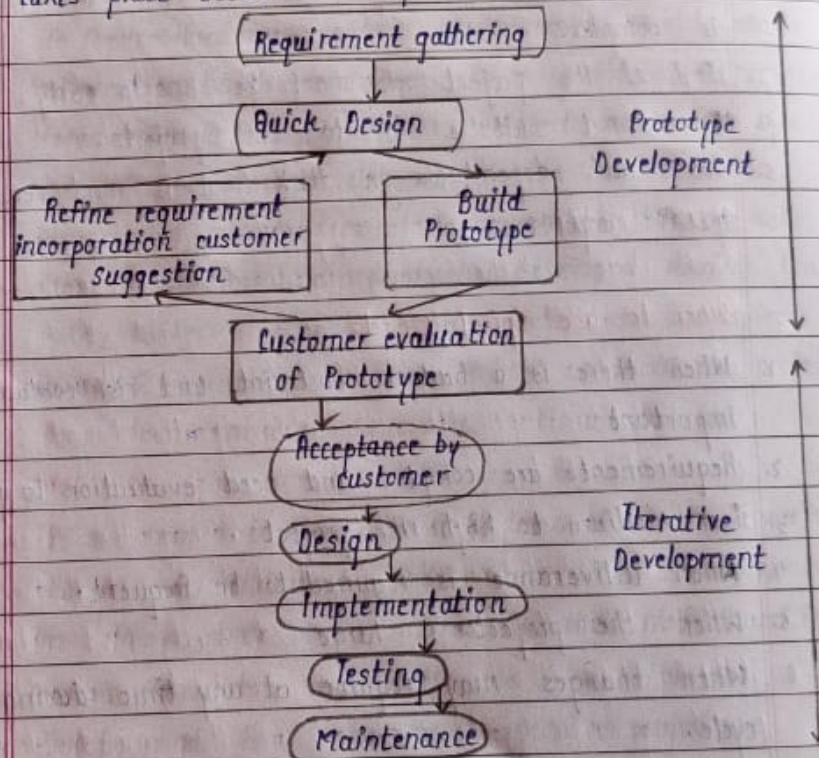 Requirement gathering
Quick Design
Prototype
Development
Refine requirement
incorporation customer
suggestion
Build
Prototype
Customer evaluation
of Prototype
Acceptance by
customer
Design
Iterative
Development
Implementation
Testing
Maintenance